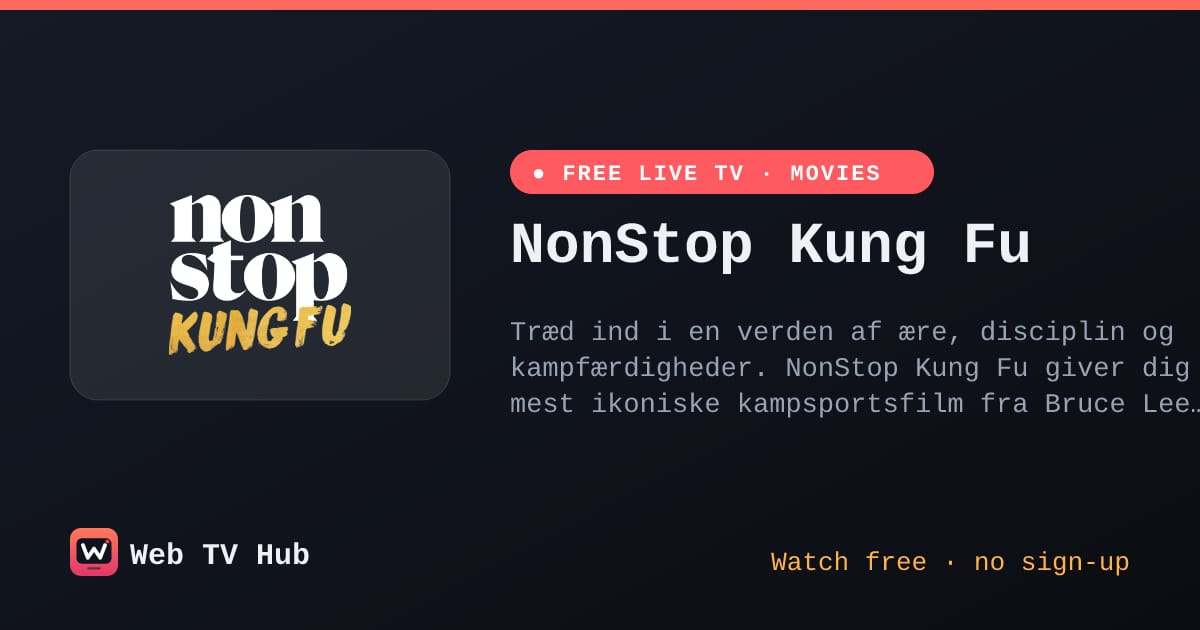 non
stop
KUNG FU
• FREE LIVE TV · MOVIES
NonStop Kung Fu
Træd ind i en verden af ære, disciplin og
kampfærdigheder. NonStop Kung Fu giver dig
mest ikoniske kampsportsfilm fra Bruce Lee…
W
Web TV Hub
Watch free · no sign-up